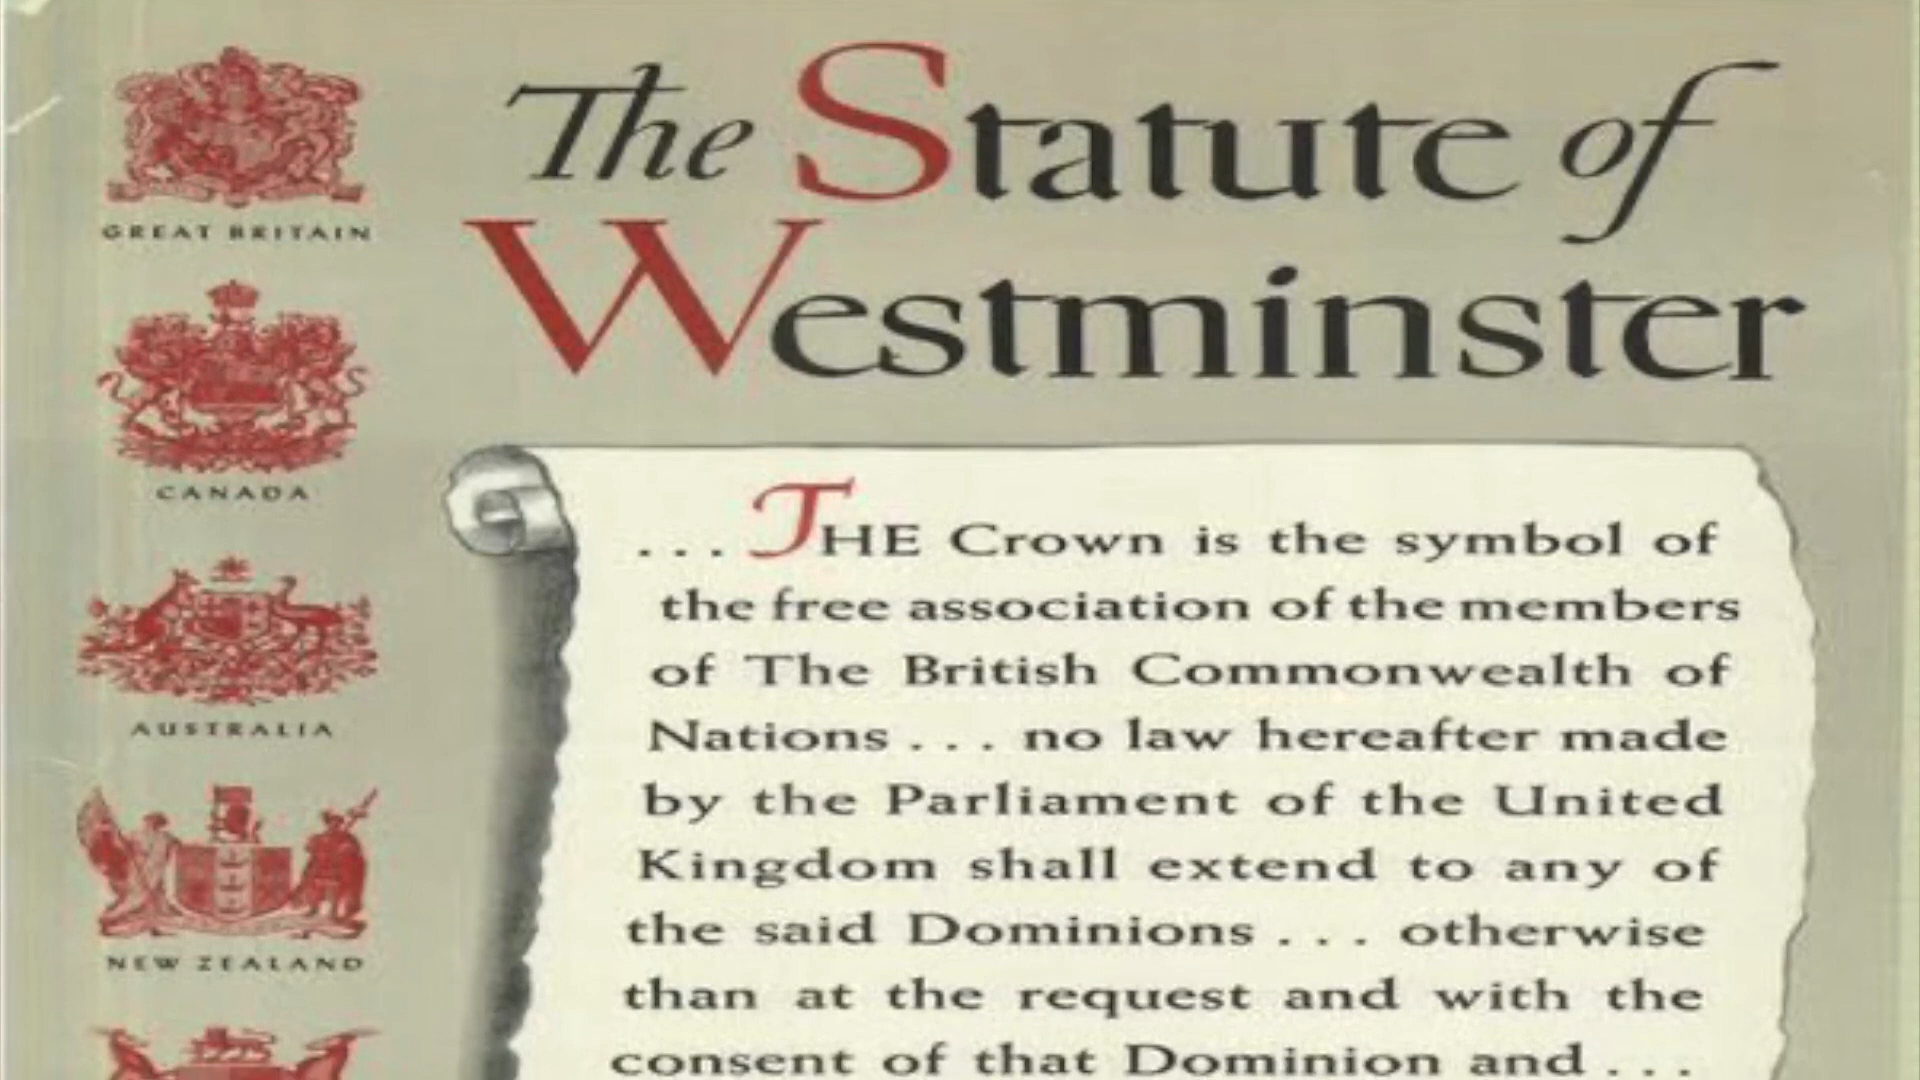 The Statute of
Westminster
GREAT BRITAIN
CANADA
AUSTRALIA
NEW ZEALAND
... THE Crown is the symbol of
the free association of the members
of The British Commonwealth of
Nations ... no law hereafter made
by the Parliament of the United
Kingdom shall extend to any of
the said Dominions ... otherwise
than at the request and with the
consent of that Dominion and ...